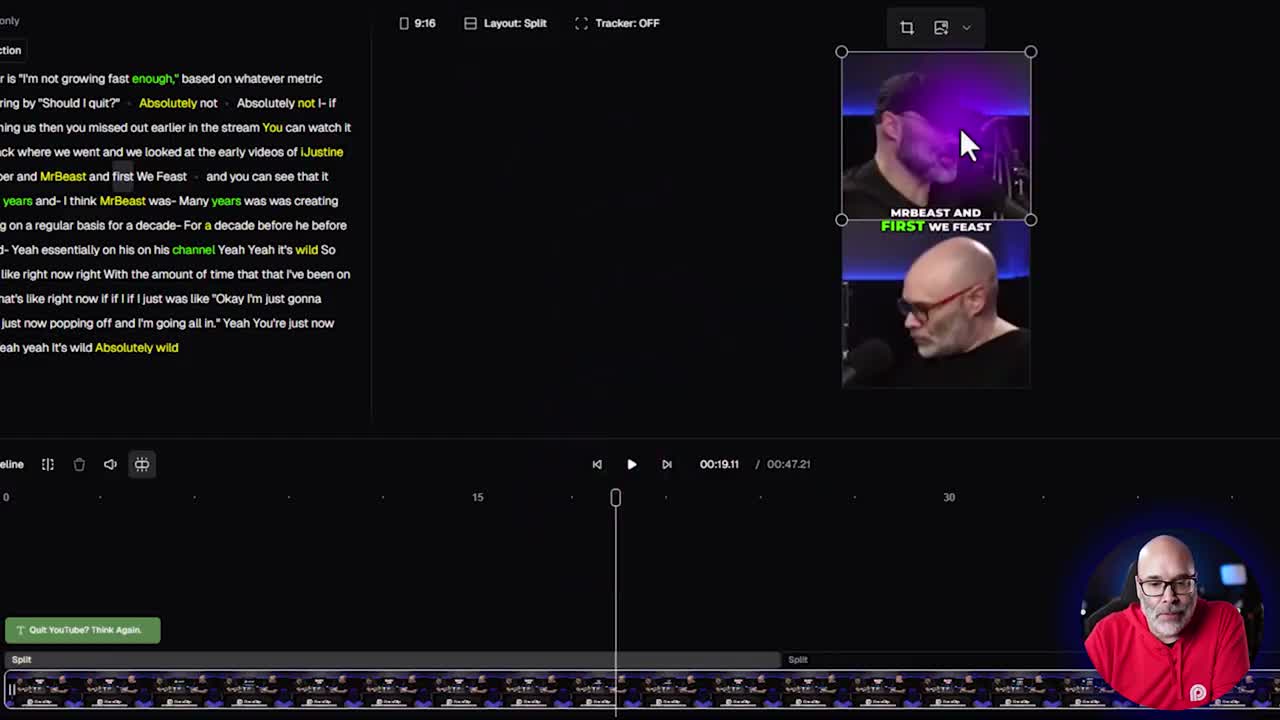 only
9:16 Layout: Split Tracker: OFF
ction
r is "I'm not growing fast enough," based on whatever metric
ring by "Should I quit?" Absolutely not Absolutely not I- if
ning us then you missed out earlier in the stream You can watch it
ack where we went and we looked at the early videos of iJustine
ber and MrBeast and first We Feast and you can see that it
years and- I think MrBeast was- Many years was was creating
g on a regular basis for a decade- For a decade before he before
d- Yeah essentially on his on his channel Yeah Yeah it's wild So
like right now right With the amount of time that that I've been on
hat's like right now if if I if I just was like "Okay I'm just gonna
just now popping off and I'm going all in." Yeah You're just now
eah yeah it's wild Absolutely wild
MRBEAST AND
FIRST WE FEAST
eline
00:19.11 / 00:47.21
0 15 30
Quit YouTube? Think Again.
Split Split